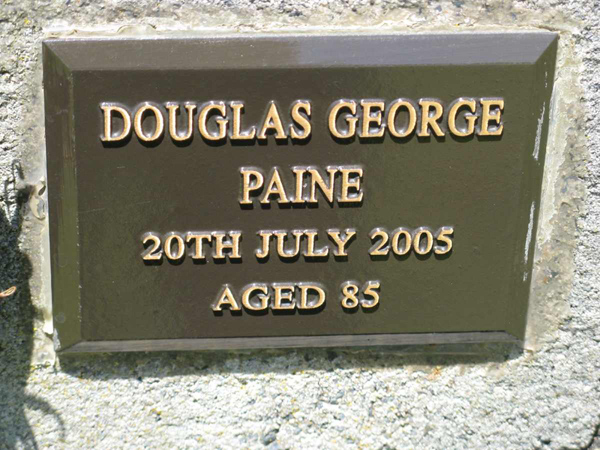 DOUGLAS GEORGE
PAINE
20TH JULY 2005
AGED 85